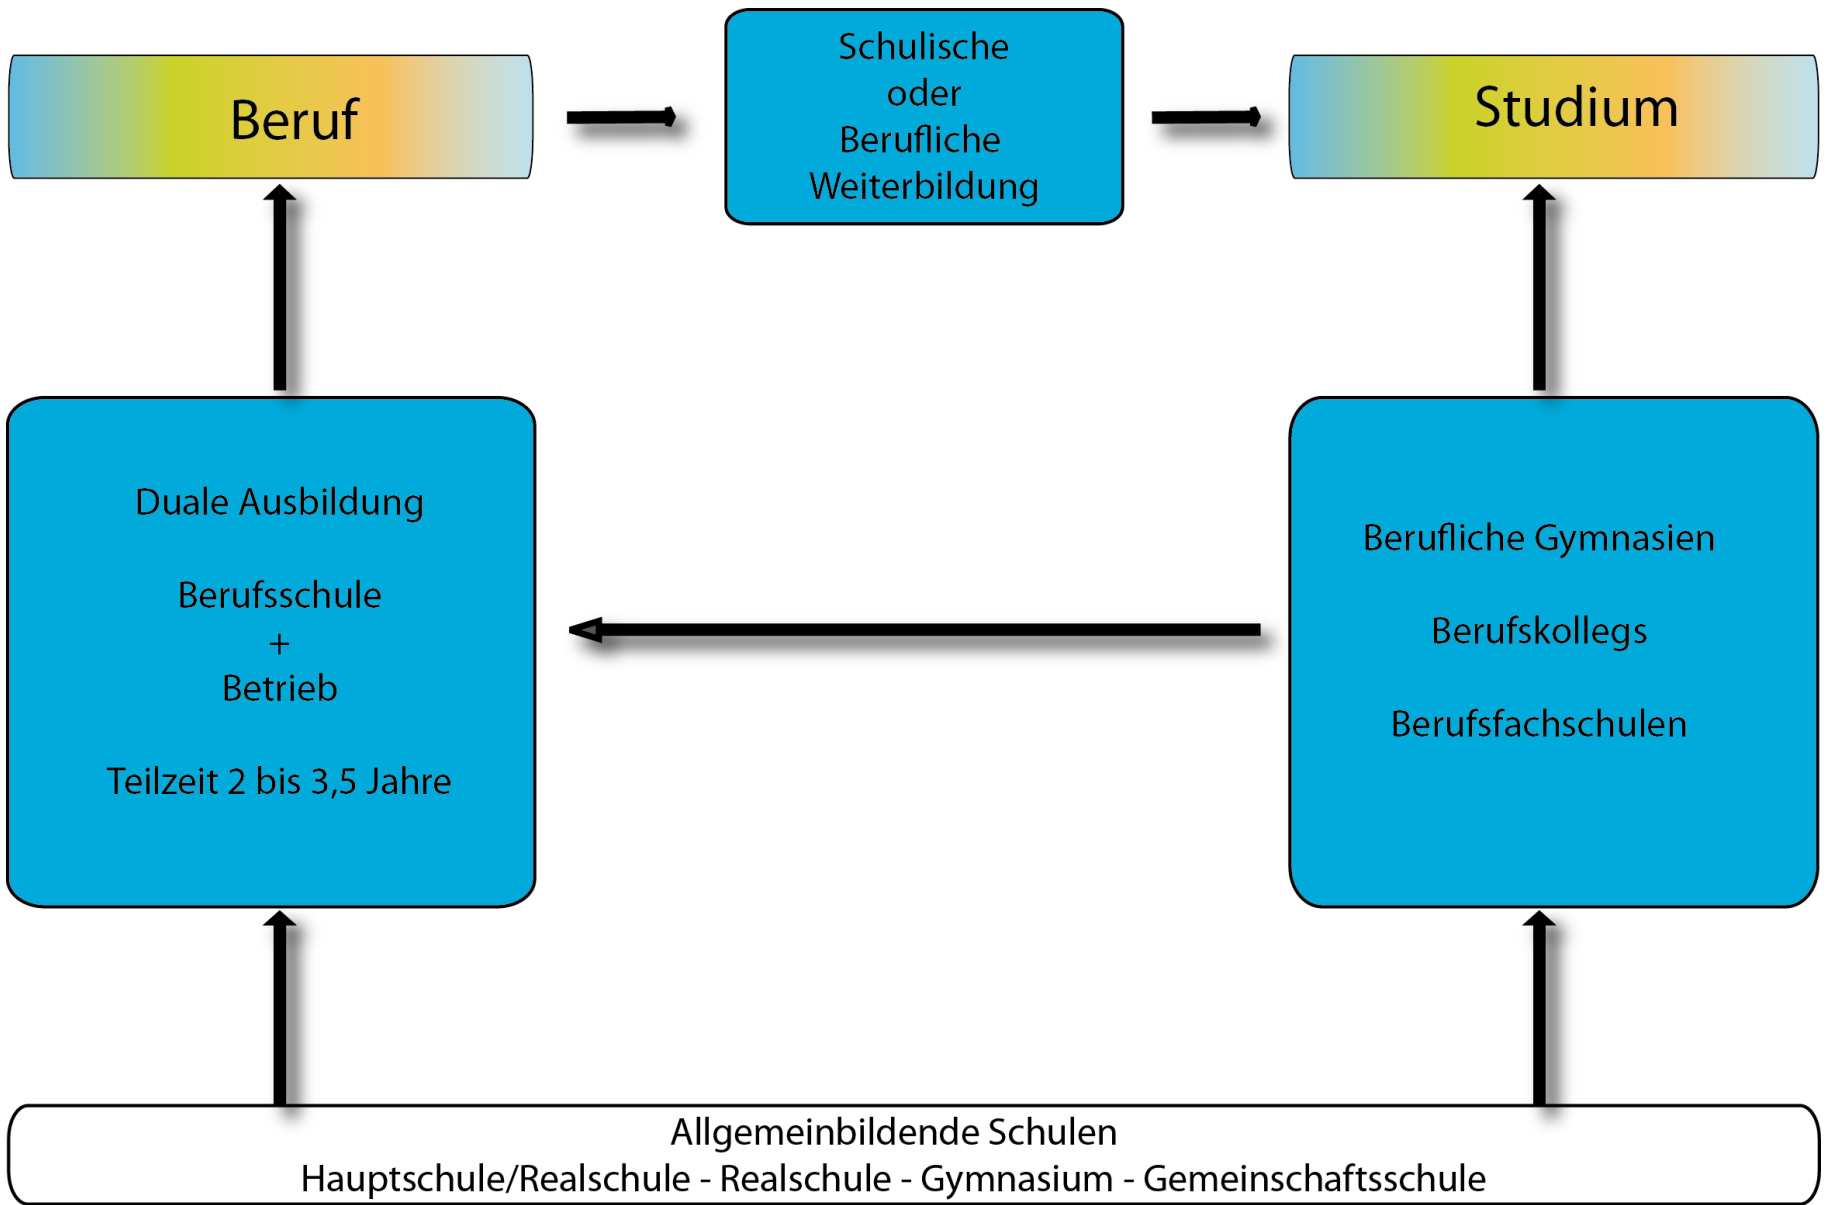 Beruf
Schulische
oder
Berufliche
Weiterbildung
Studium
Duale Ausbildung
Berufsschule
+
Betrieb
Teilzeit 2 bis 3,5 Jahre
Berufliche Gymnasien
Berufskollegs
Berufsfachschulen
Allgemeinbildende Schulen
Hauptschule/Realschule - Realschule - Gymnasium - Gemeinschaftsschule